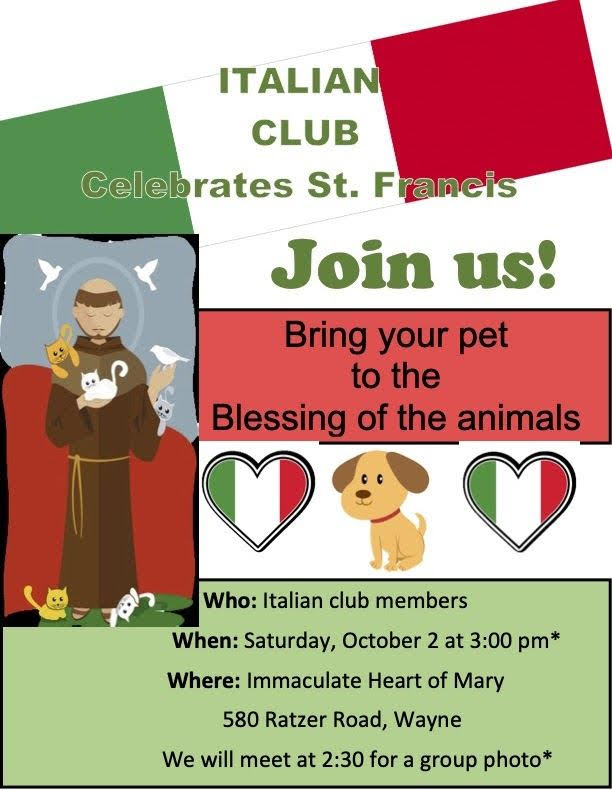 ITALIAN
CLUB
Celebrates St. Francis
Join us!
Bring your pet
to the
Blessing of the animals
Who: Italian club members
When: Saturday, October 2 at 3:00 pm*
Where: Immaculate Heart of Mary
580 Ratzer Road, Wayne
We will meet at 2:30 for a group photo*